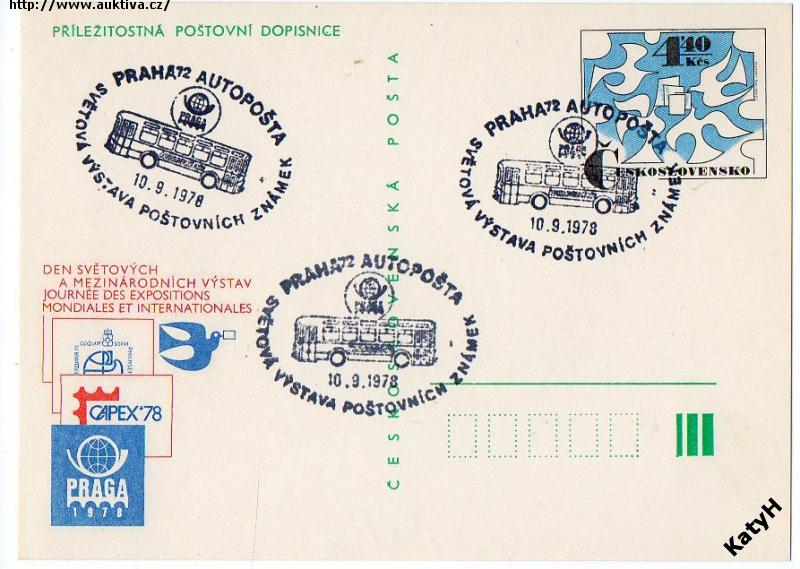 http://www.auktiva.cz/
PŘÍLEŽITOSTNÁ POŠTOVNÍ DOPISNICE
4.40
Kčs
ČESKOSLOVENSKO
PRAHA 72 AUTOPOŠTA
PRAGA
10.9.1978
SVĚTOVÁ VÝSTAVA POŠTOVNÍCH ZNÁMEK
PRAHA 72 AUTOPOŠTA
PRAGA
10.9.1978
SVĚTOVÁ VÝSTAVA POŠTOVNÍCH ZNÁMEK
ČESKOSLOVENSKÁ POŠTA
DEN SVĚTOVÝCH
A MEZINÁRODNÍCH VÝSTAV
JOURNÉE DES EXPOSITIONS
MONDIALES ET INTERNATIONALES
PRAHA 72 AUTOPOŠTA
PRAGA
10.9.1978
SVĚTOVÁ VÝSTAVA POŠTOVNÍCH ZNÁMEK
CAPEX '78
PRAGA
1978
KatyH